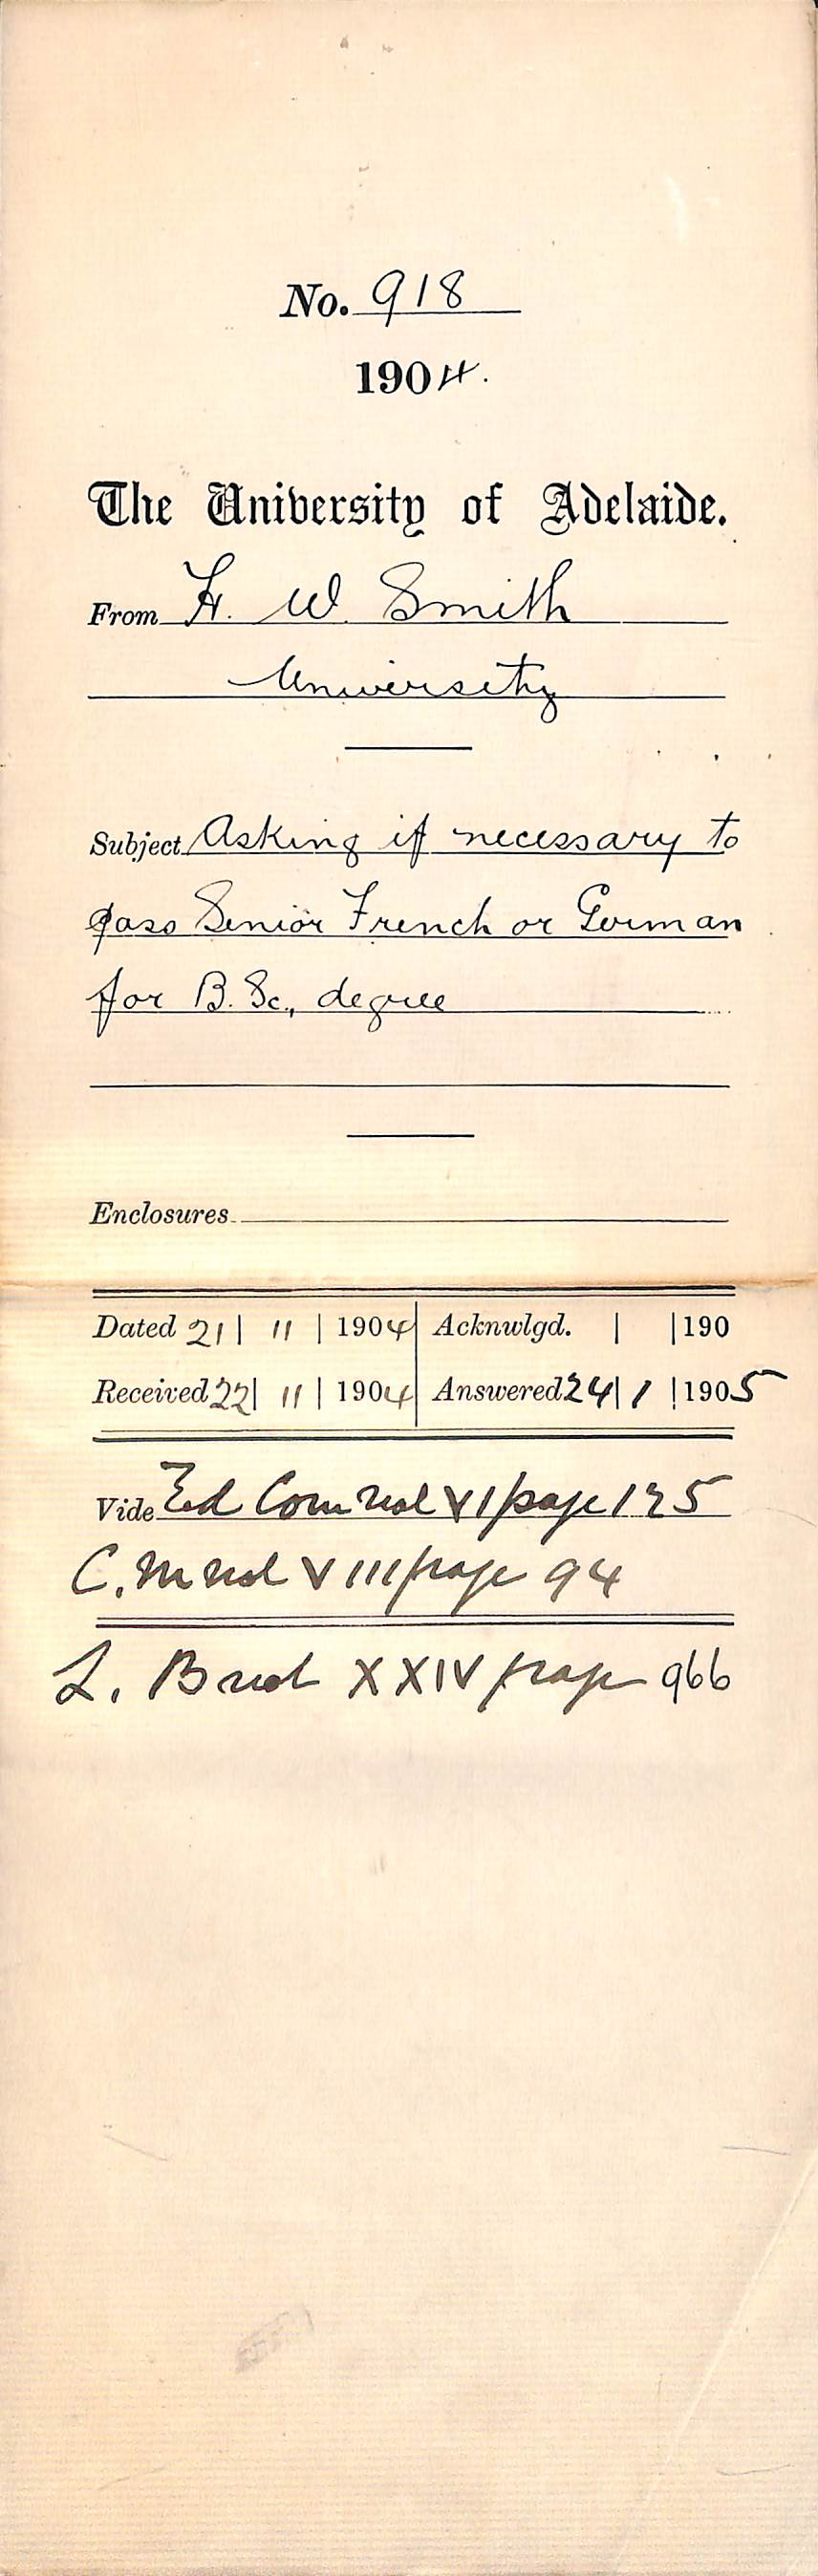 No. 918
1904.
The University of Adelaide.
From H. W. Smith
University
Subject Asking if necessary to
pass Senior French or German
for B. Sc., degree
Enclosures
Dated 21 | 11 | 1904 Acknwlgd. | | 190
Received 22 | 11 | 1904 Answered 24 | 1 | 1905
Vide Ed Com vol VI page 125
C. M vol VIII page 94
L. B vol XXIV page 966